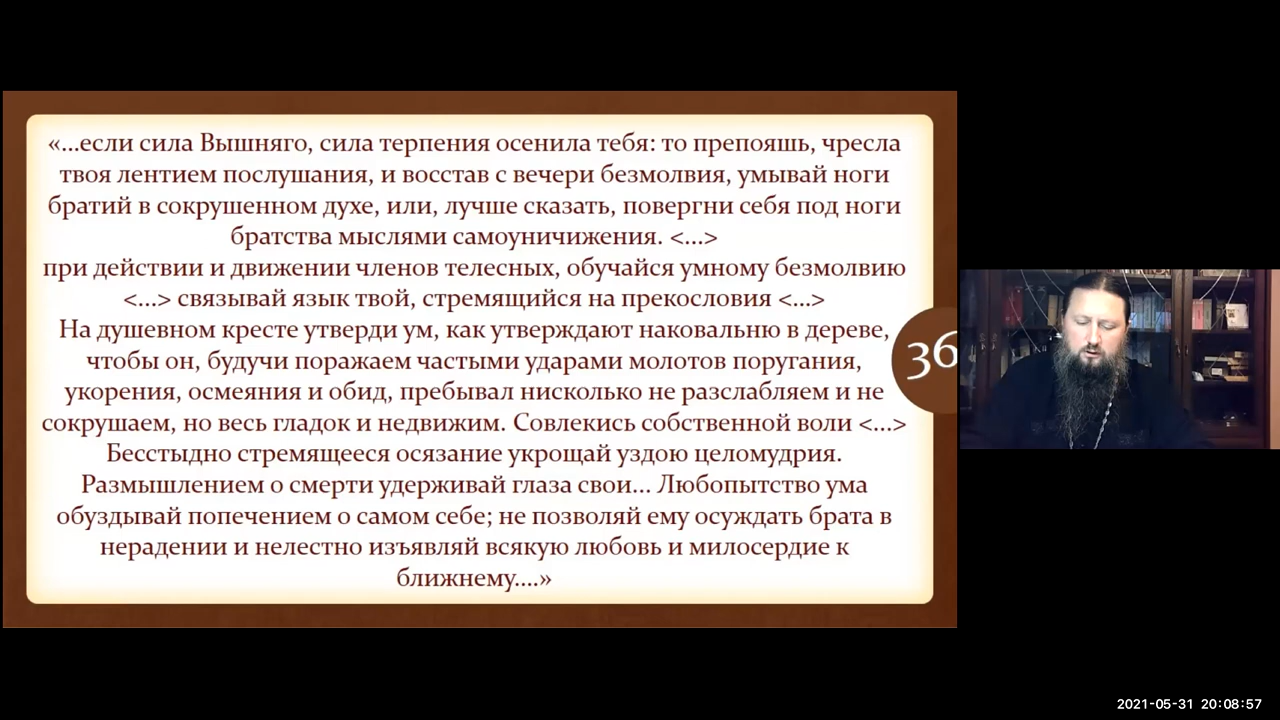 «...если сила Вышняго, сила терпения осенила тебя: то препояшь, чресла
твоя лентием послушания, и восстав с вечери безмолвия, умывай ноги
братий в сокрушенном духе, или, лучше сказать, повергни себя под ноги
братства мыслями самоуничижения. <...>
при действии и движении членов телесных, обучайся умному безмолвию
<...> связывай язык твой, стремящийся на прекословия <...>
На душевном кресте утверди ум, как утверждают наковальню в дереве,
чтобы он, будучи поражаем частыми ударами молотов поругания,
укорения, осмеяния и обид, пребывал нисколько не разслабляем и не
сокрушаем, но весь гладок и недвижим. Совлекись собственной воли <...>
Бесстыдно стремящееся осязание укрощай уздою целомудрия.
Размышлением о смерти удерживай глаза свои... Любопытство ума
обуздывай попечением о самом себе; не позволяй ему осуждать брата в
нерадении и нелестно изъявляй всякую любовь и милосердие к
ближнему....»
36
2021-05-31 20:08:57